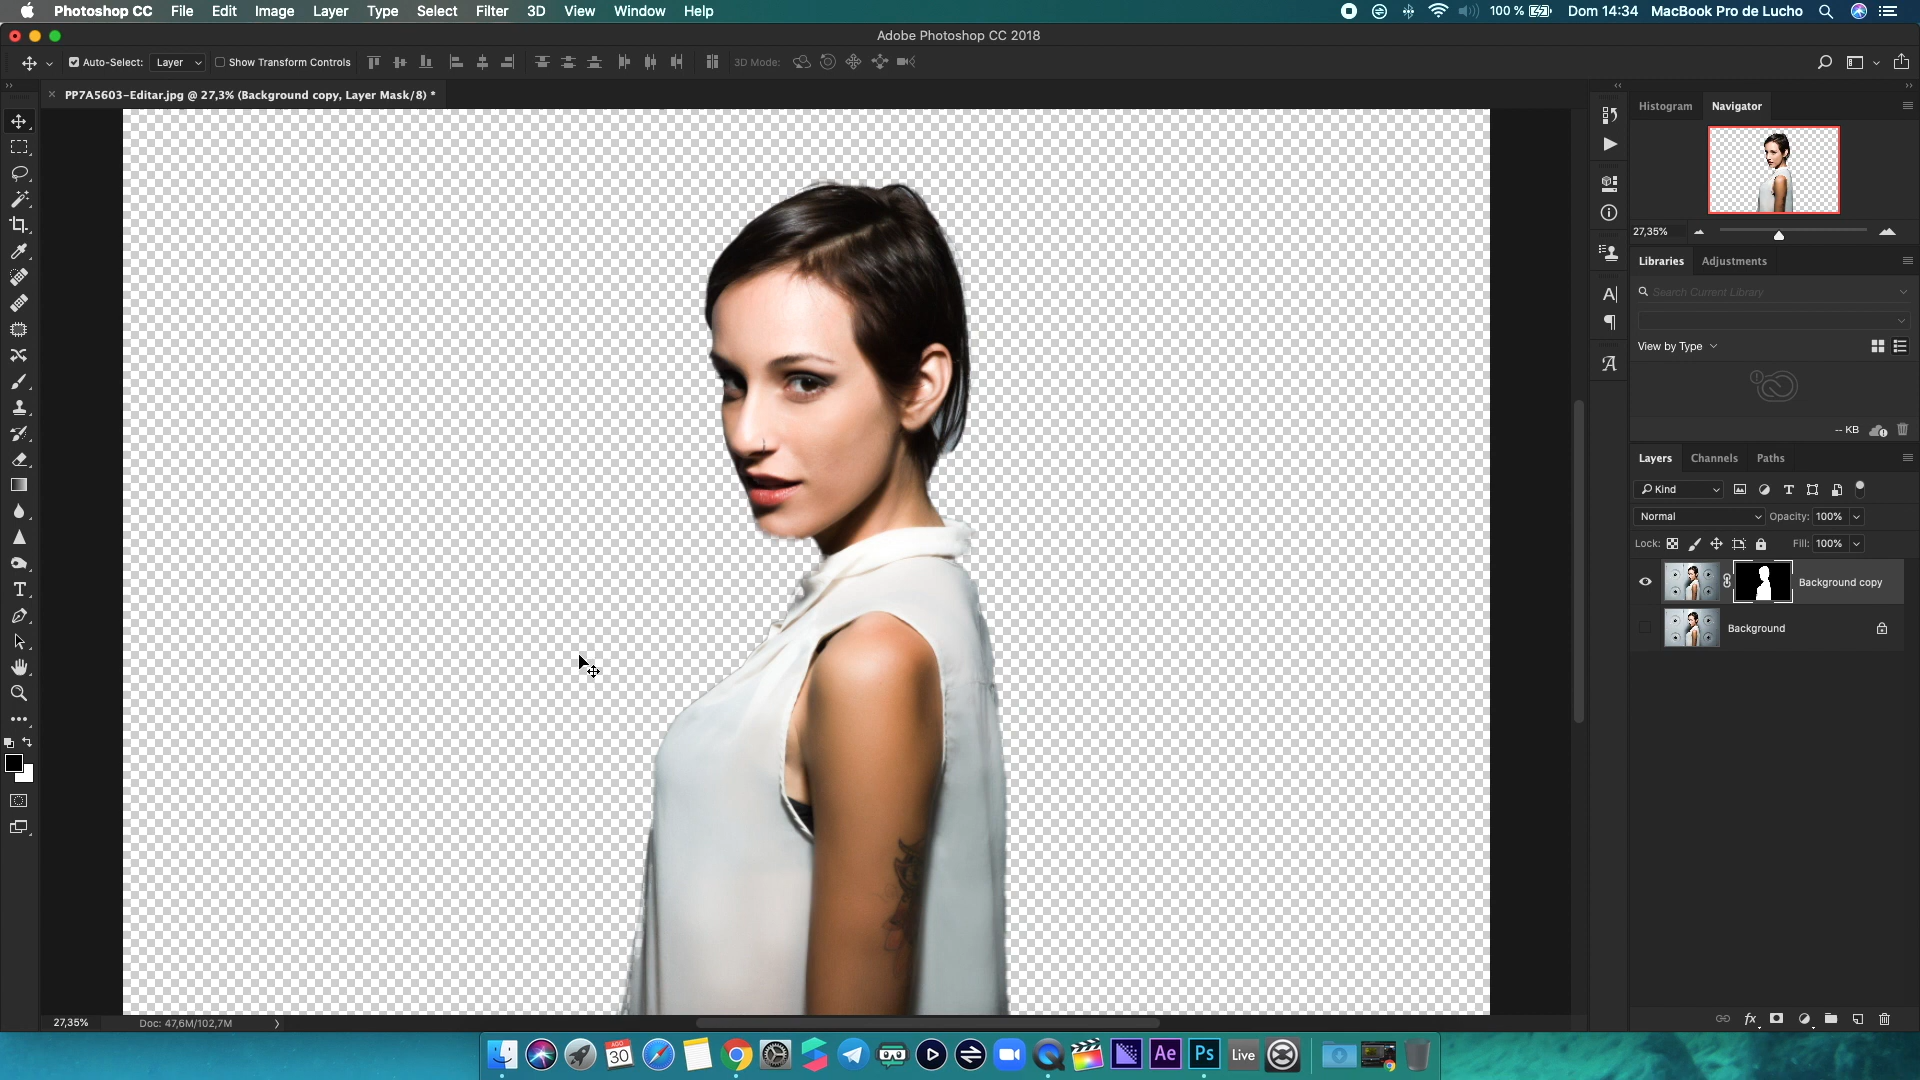 Photoshop CC File Edit Image Layer Type Select Filter 3D View Window Help 100 % Dom 14:34 MacBook Pro de Lucho
Adobe Photoshop CC 2018
Auto-Select: Layer Show Transform Controls 3D Mode:
PP7A5603-Editar.jpg @ 27,3% (Background copy, Layer Mask/8) *
Histogram Navigator
27,35%
Libraries Adjustments
Search Current Library
View by Type
-- KB
Layers Channels Paths
Kind
Normal Opacity: 100%
Lock: Fill: 100%
Background copy
Background
27,35% Doc: 47,6M/102,7M
AGO
30
Ae
Ps
Live